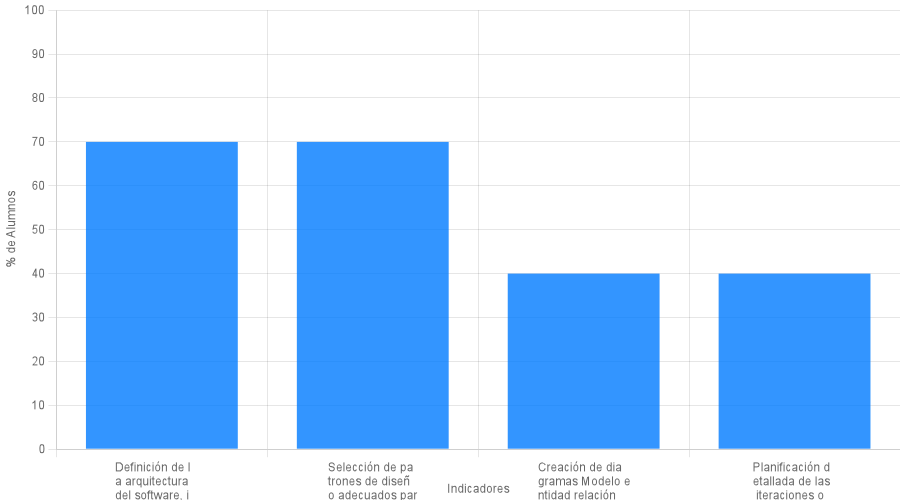 100
90
80
70
60
50
40
30
20
10
0
% de Alumnos
Definición de l
a arquitectura
del software, i
Selección de pa
trones de diseñ
o adecuados par
Creación de dia
gramas Modelo e
ntidad relación
Planificación d
etallada de las
iteraciones o
Indicadores